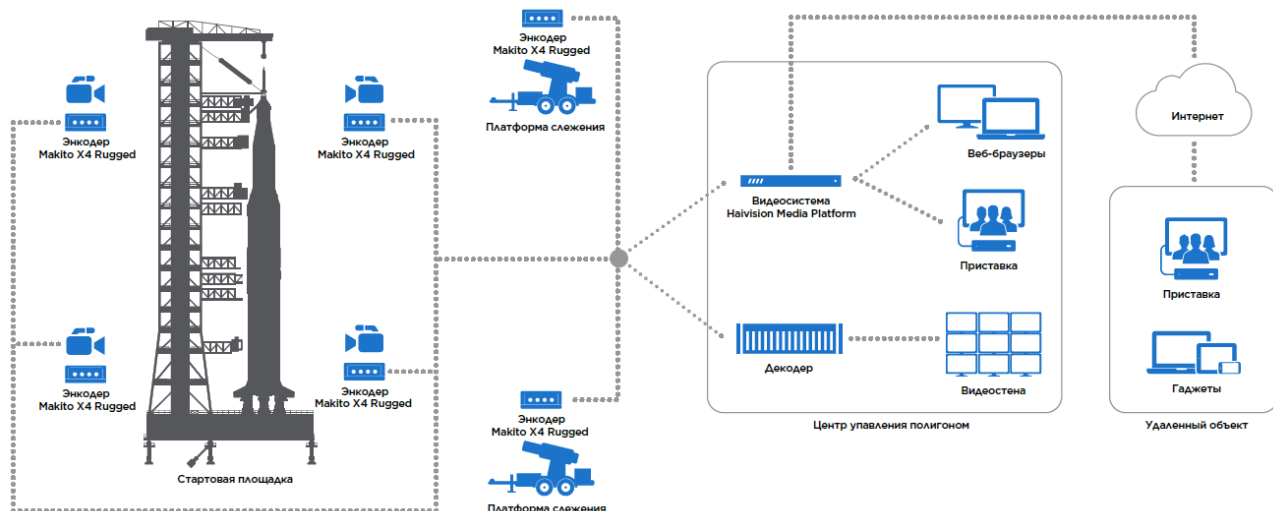 Энкодер
Makito X4 Rugged
Платформа слежения
Энкодер
Makito X4 Rugged
Энкодер
Makito X4 Rugged
Энкодер
Makito X4 Rugged
Энкодер
Makito X4 Rugged
Стартовая площадка
Энкодер
Makito X4 Rugged
Платформа слежения
Видеосистема
Haivision Media Platform
Веб-браузеры
Приставка
Декодер
Видеостена
Центр упавления полигоном
Интернет
Приставка
Гаджеты
Удаленный объект